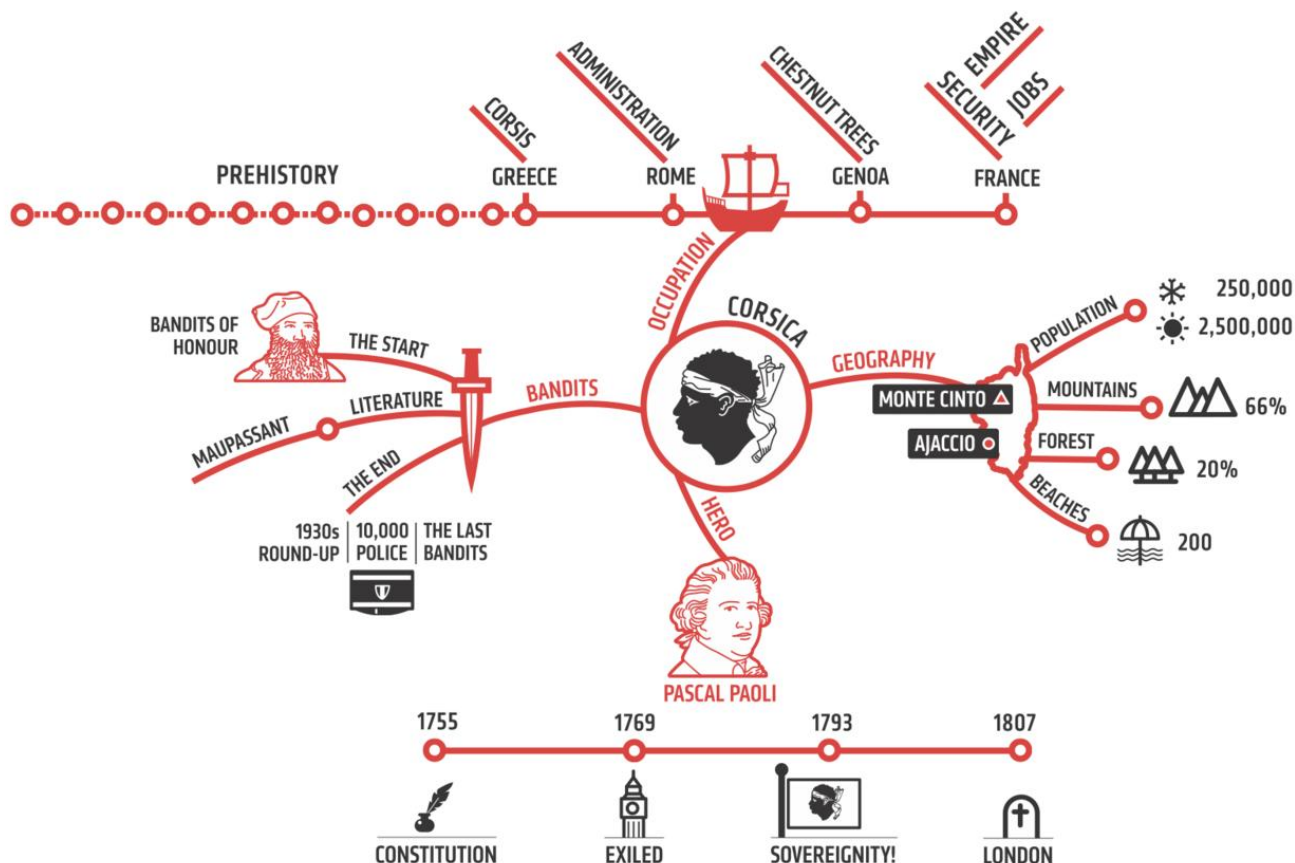 EMPIRE
JOBS
SECURITY
CHESTNUT TREES
ADMINISTRATION
CORSIS
PREHISTORY
GREECE
ROME
GENOA
FRANCE
OCCUPATION
CORSICA
BANDITS OF
HONOUR
THE START
LITERATURE
MAUPASSANT
THE END
BANDITS
1930s
ROUND-UP
10,000
POLICE
THE LAST
BANDITS
GEOGRAPHY
MONTE CINTO
AJACCIO
POPULATION
250,000
2,500,000
MOUNTAINS
66%
FOREST
20%
BEACHES
200
HERO
PASCAL PAOLI
1755
1769
1793
1807
CONSTITUTION
EXILED
SOVEREIGNITY!
LONDON